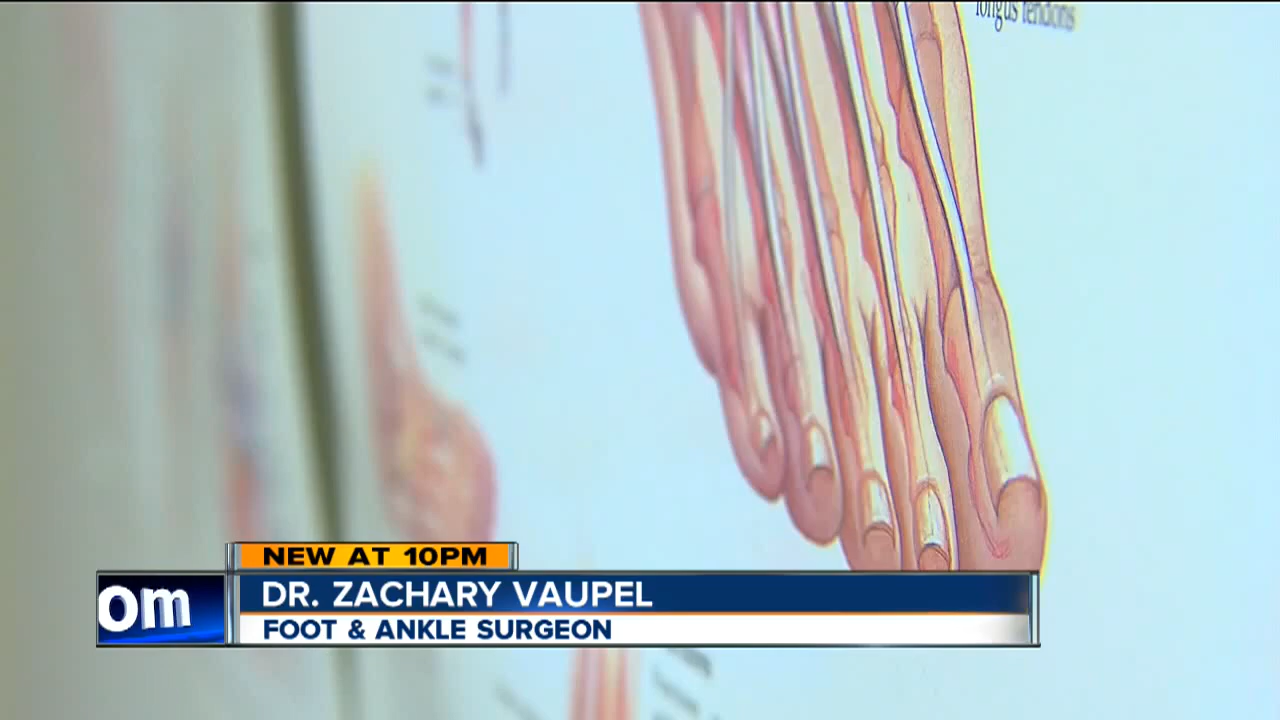 longus tendons
NEW AT 10PM
DR. ZACHARY VAUPEL
om
FOOT & ANKLE SURGEON